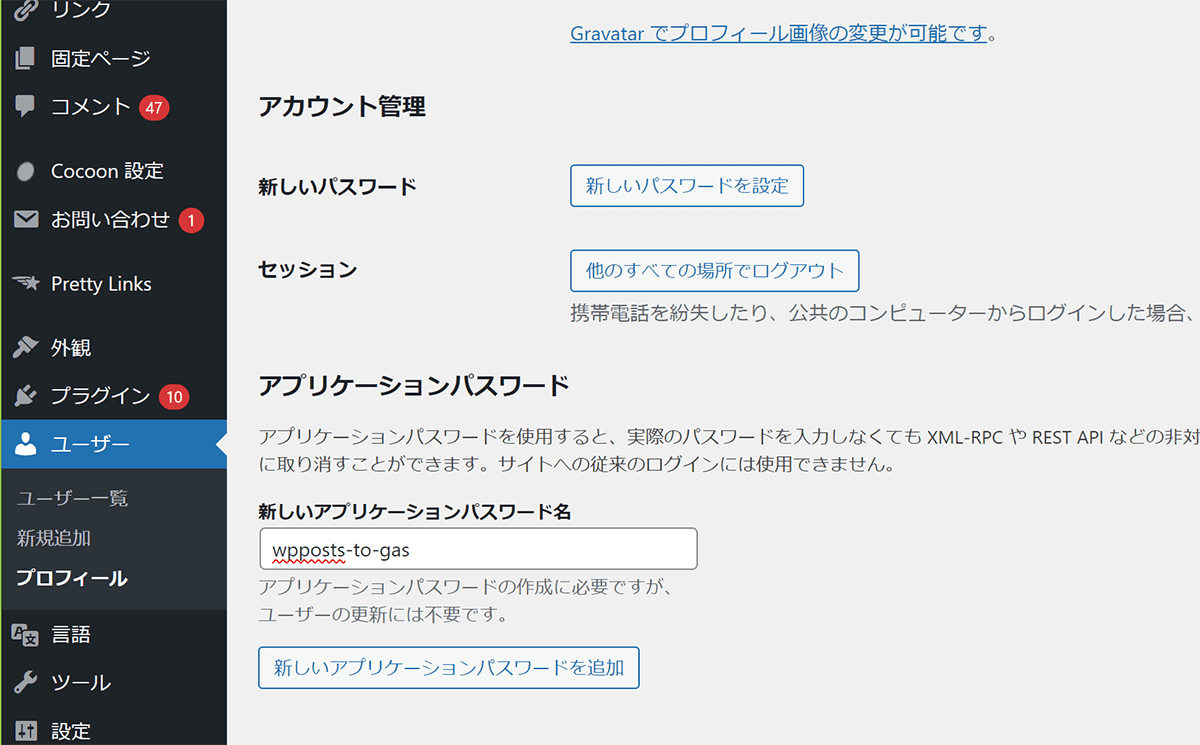 リンク
固定ページ
コメント 47
Cocoon 設定
お問い合わせ 1
Pretty Links
外観
プラグイン 10
ユーザー
ユーザー一覧
新規追加
プロフィール
言語
ツール
設定
Gravatar でプロフィール画像の変更が可能です。
アカウント管理
新しいパスワード
新しいパスワードを設定
セッション
他のすべての場所でログアウト
携帯電話を紛失したり、公共のコンピューターからログインした場合、
アプリケーションパスワード
アプリケーションパスワードを使用すると、実際のパスワードを入力しなくても XML-RPC や REST API などの非対
に取り消すことができます。サイトへの従来のログインには使用できません。
新しいアプリケーションパスワード名
wpposts-to-gas
アプリケーションパスワードの作成に必要ですが、
ユーザーの更新には不要です。
新しいアプリケーションパスワードを追加